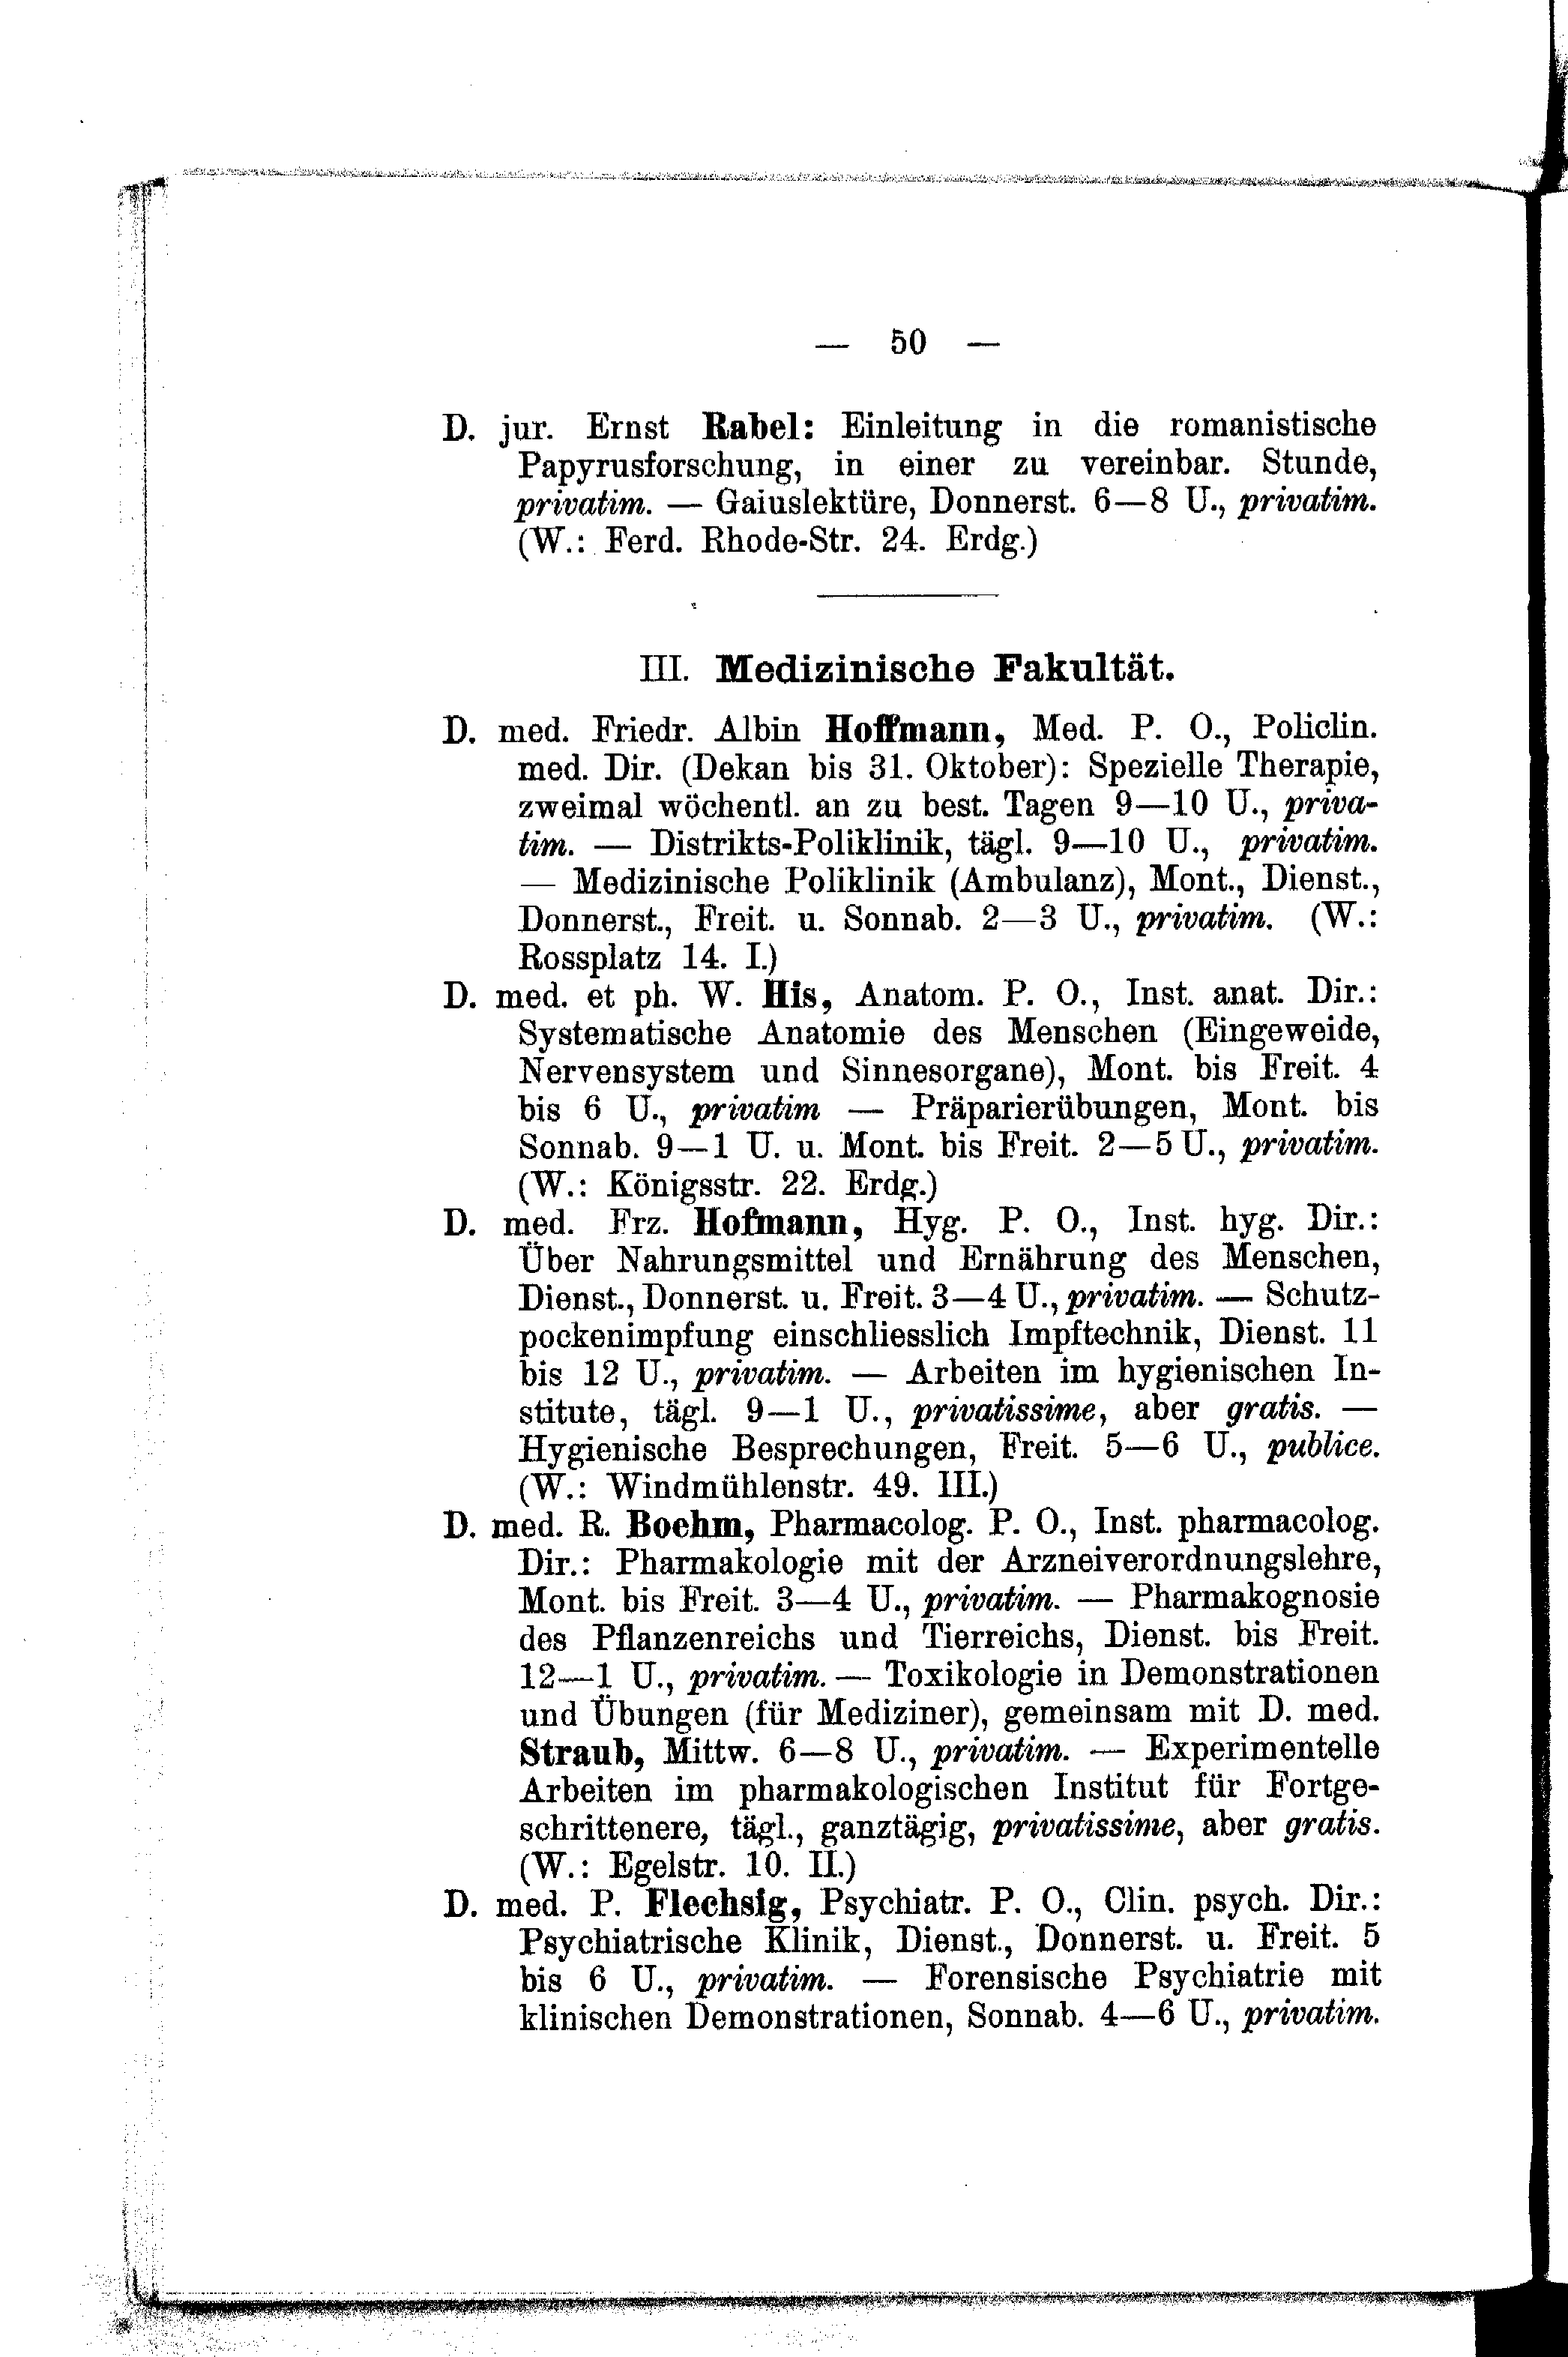 — 50 —
D. jur. Ernst Rabel: Einleitung in die romanistische
Papyrusforschung, in einer zu vereinbar. Stunde,
privatim. — Gaiuslektüre, Donnerst. 6—8 U., privatim.
(W.: Ferd. Rhode-Str. 24. Erdg.)
III. Medizinische Fakultät.
D. med. Friedr. Albin Hoffmann, Med. P. O., Policlin.
med. Dir. (Dekan bis 31. Oktober): Spezielle Therapie,
zweimal wöchentl. an zu best. Tagen 9—10 U., priva-
tim. — Distrikts-Poliklinik, tägl. 9—10 U., privatim.
— Medizinische Poliklinik (Ambulanz), Mont., Dienst.,
Donnerst., Freit. u. Sonnab. 2—3 U., privatim. (W.:
Rossplatz 14. I.)
D. med. et ph. W. His, Anatom. P. O., Inst. anat. Dir.:
Systematische Anatomie des Menschen (Eingeweide,
Nervensystem und Sinnesorgane), Mont. bis Freit. 4
bis 6 U., privatim — Präparierübungen, Mont. bis
Sonnab. 9—1 U. u. Mont. bis Freit. 2—5 U., privatim.
(W.: Königsstr. 22. Erdg.)
D. med. Frz. Hofmann, Hyg. P. O., Inst. hyg. Dir.:
Über Nahrungsmittel und Ernährung des Menschen,
Dienst., Donnerst. u. Freit. 3—4 U., privatim. — Schutz-
pockenimpfung einschliesslich Impftechnik, Dienst. 11
bis 12 U., privatim. — Arbeiten im hygienischen In-
stitute, tägl. 9—1 U., privatissime, aber gratis. —
Hygienische Besprechungen, Freit. 5—6 U., publice.
(W.: Windmühlenstr. 49. III.)
D. med. R. Boehm, Pharmacolog. P. O., Inst. pharmacolog.
Dir.: Pharmakologie mit der Arzneiverordnungslehre,
Mont. bis Freit. 3—4 U., privatim. — Pharmakognosie
des Pflanzenreichs und Tierreichs, Dienst. bis Freit.
12—1 U., privatim. — Toxikologie in Demonstrationen
und Übungen (für Mediziner), gemeinsam mit D. med.
Straub, Mittw. 6—8 U., privatim. — Experimentelle
Arbeiten im pharmakologischen Institut für Fortge-
schrittenere, tägl., ganztägig, privatissime, aber gratis.
(W.: Egelstr. 10. II.)
D. med. P. Flechsig, Psychiatr. P. O., Clin. psych. Dir.:
Psychiatrische Klinik, Dienst., Donnerst. u. Freit. 5
bis 6 U., privatim. — Forensische Psychiatrie mit
klinischen Demonstrationen, Sonnab. 4—6 U., privatim.